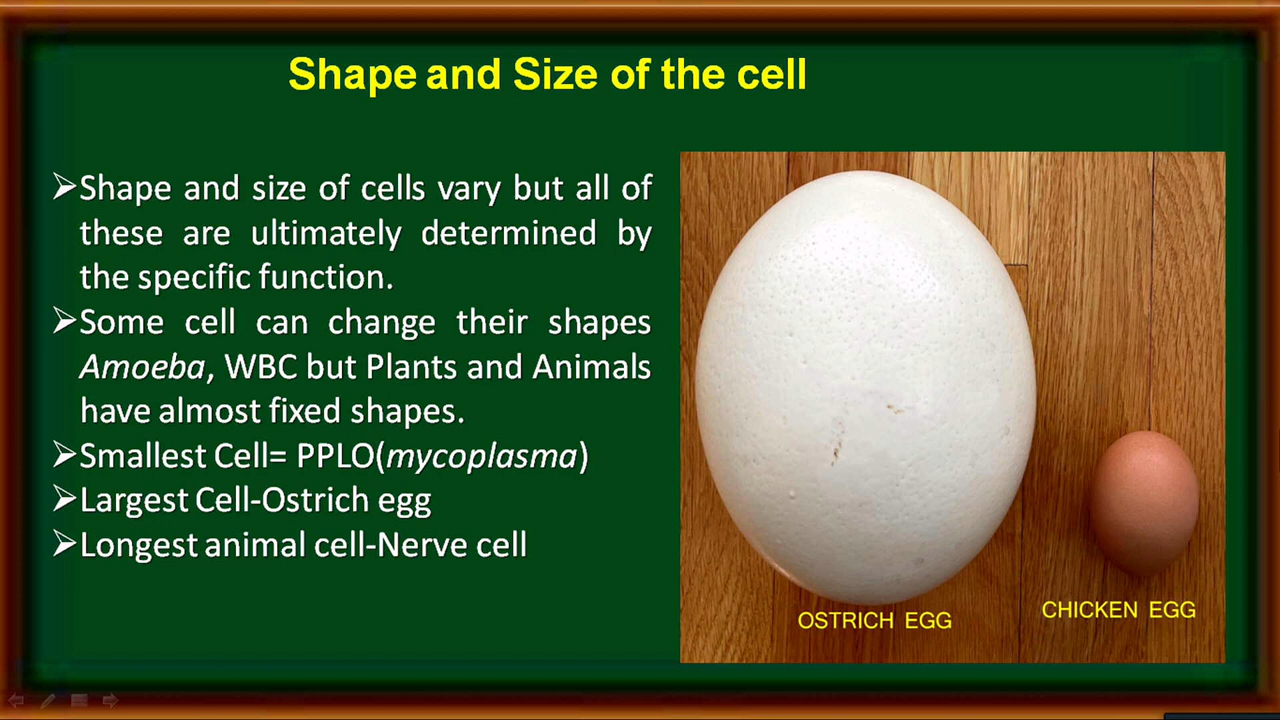 Shape and Size of the cell
➢Shape and size of cells vary but all of
these are ultimately determined by
the specific function.
➢Some cell can change their shapes
Amoeba, WBC but Plants and Animals
have almost fixed shapes.
➢Smallest Cell= PPLO(mycoplasma)
➢Largest Cell-Ostrich egg
➢Longest animal cell-Nerve cell
OSTRICH EGG
CHICKEN EGG